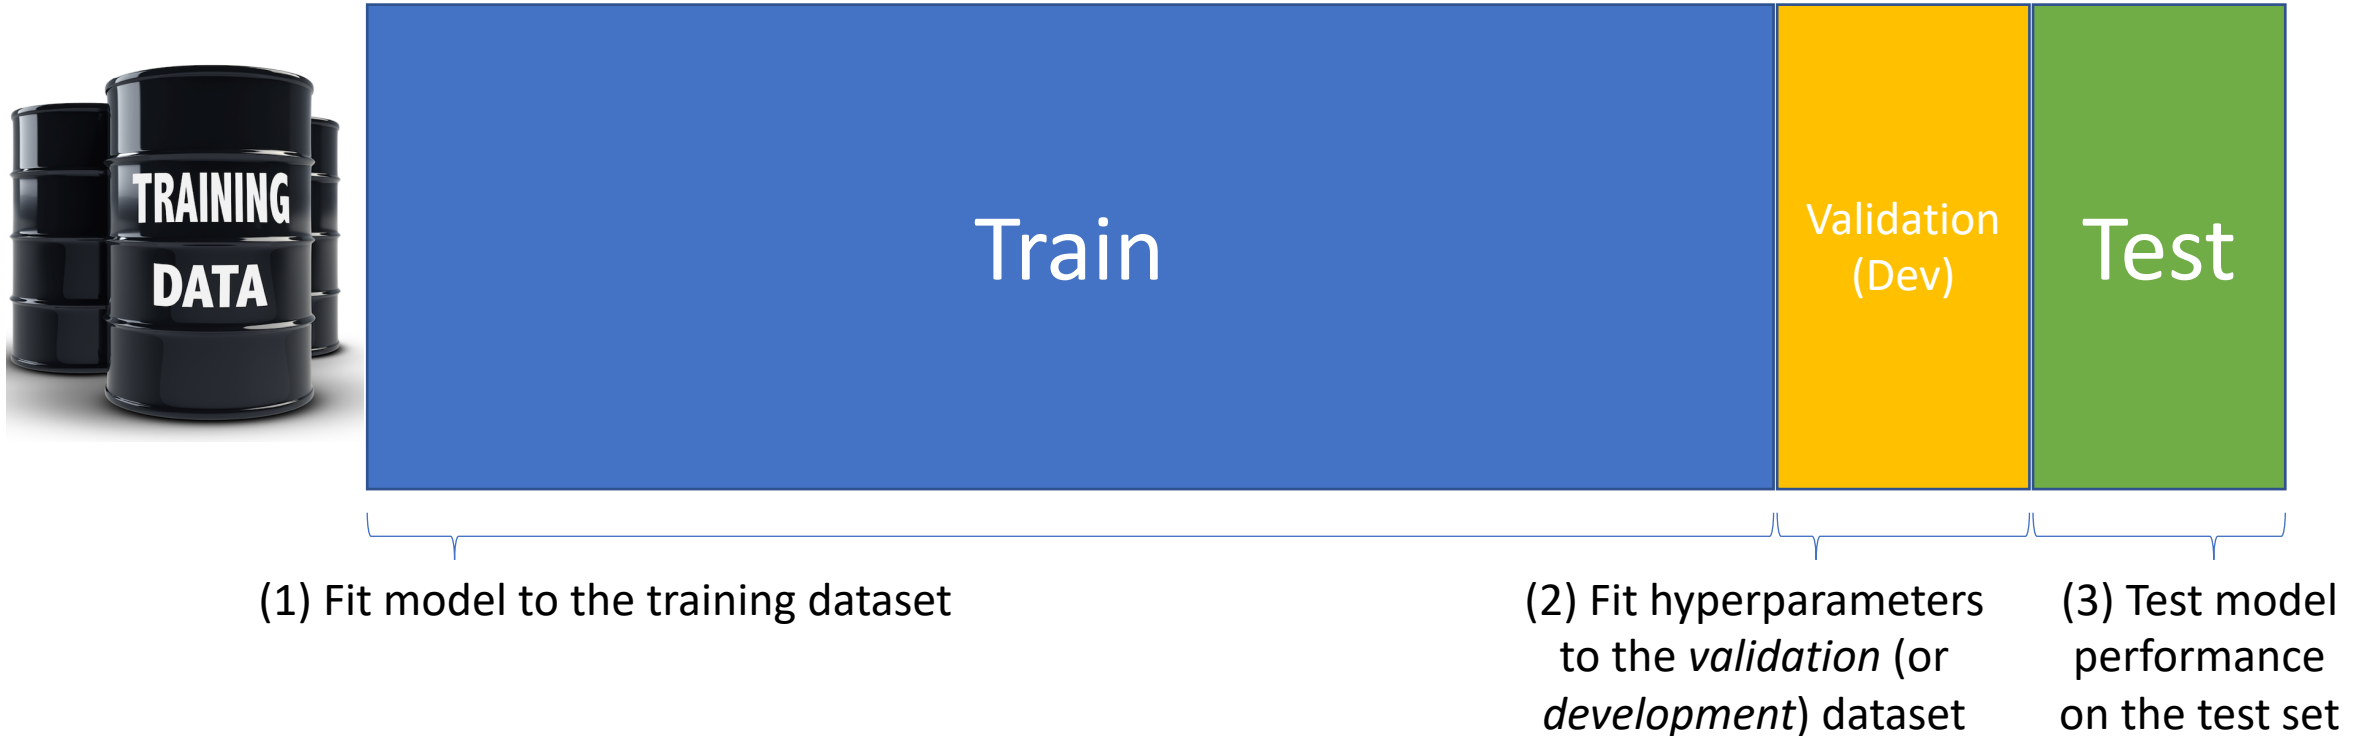 TRAINING
DATA
Train
Validation
(Dev)
Test
(1) Fit model to the training dataset
(2) Fit hyperparameters
to the validation (or
development) dataset
(3) Test model
performance
on the test set